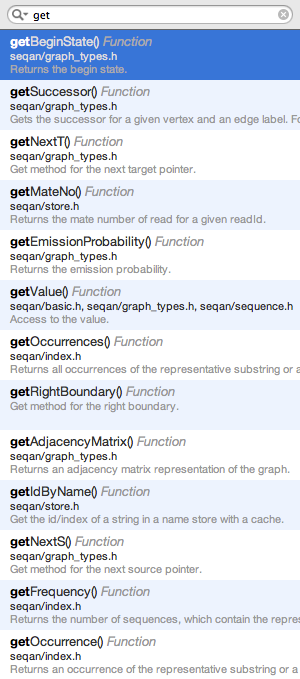 get
getBeginState() Function
seqan/graph_types.h
Returns the begin state.
getSuccessor() Function
seqan/graph_types.h
Gets the successor for a given vertex and an edge label. Fo
getNextT() Function
seqan/graph_types.h
Get method for the next target pointer.
getMateNo() Function
seqan/store.h
Returns the mate number of read for a given readId.
getEmissionProbability() Function
seqan/graph_types.h
Returns the emission probability.
getValue() Function
seqan/basic.h, seqan/graph_types.h, seqan/sequence.h
Access to the value.
getOccurrences() Function
seqan/index.h
Returns all occurrences of the representative substring or a
getRightBoundary() Function
Get method for the right boundary.
getAdjacencyMatrix() Function
seqan/graph_types.h
Returns an adjacency matrix representation of the graph.
getIdByName() Function
seqan/store.h
Get the id/index of a string in a name store with a cache.
getNextS() Function
seqan/graph_types.h
Get method for the next source pointer.
getFrequency() Function
seqan/index.h
Returns the number of sequences, which contain the repres
getOccurrence() Function
seqan/index.h
Returns an occurrence of the representative substring or a